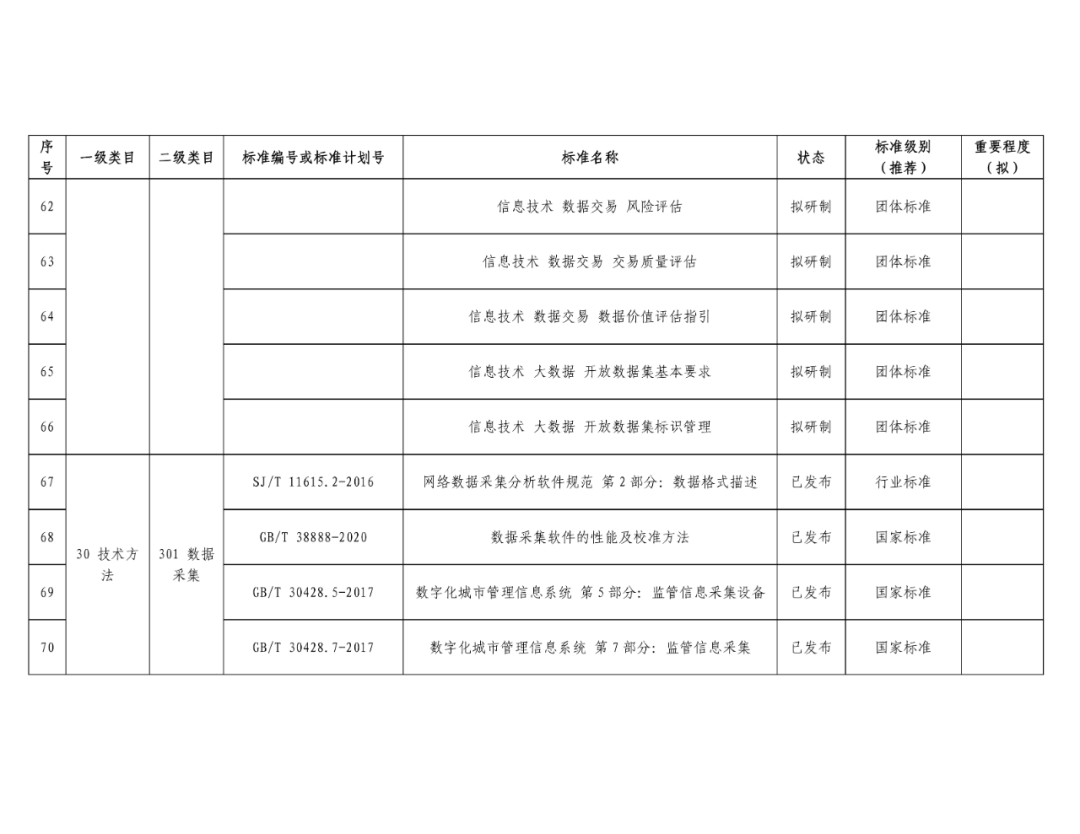 序号 一级类目 二级类目 标准编号或标准计划号 标准名称 状态 标准级别（推荐） 重要程度（拟）
62 信息技术 数据交易 风险评估 拟研制 团体标准
63 信息技术 数据交易 交易质量评估 拟研制 团体标准
64 信息技术 数据交易 数据价值评估指引 拟研制 团体标准
65 信息技术 大数据 开放数据集基本要求 拟研制 团体标准
66 信息技术 大数据 开放数据集标识管理 拟研制 团体标准
30 技术方法 301 数据采集
67 SJ/T 11615.2-2016 网络数据采集分析软件规范 第 2 部分：数据格式描述 已发布 行业标准
68 GB/T 38888-2020 数据采集软件的性能及校准方法 已发布 国家标准
69 GB/T 30428.5-2017 数字化城市管理信息系统 第 5 部分：监管信息采集设备 已发布 国家标准
70 GB/T 30428.7-2017 数字化城市管理信息系统 第 7 部分：监管信息采集 已发布 国家标准